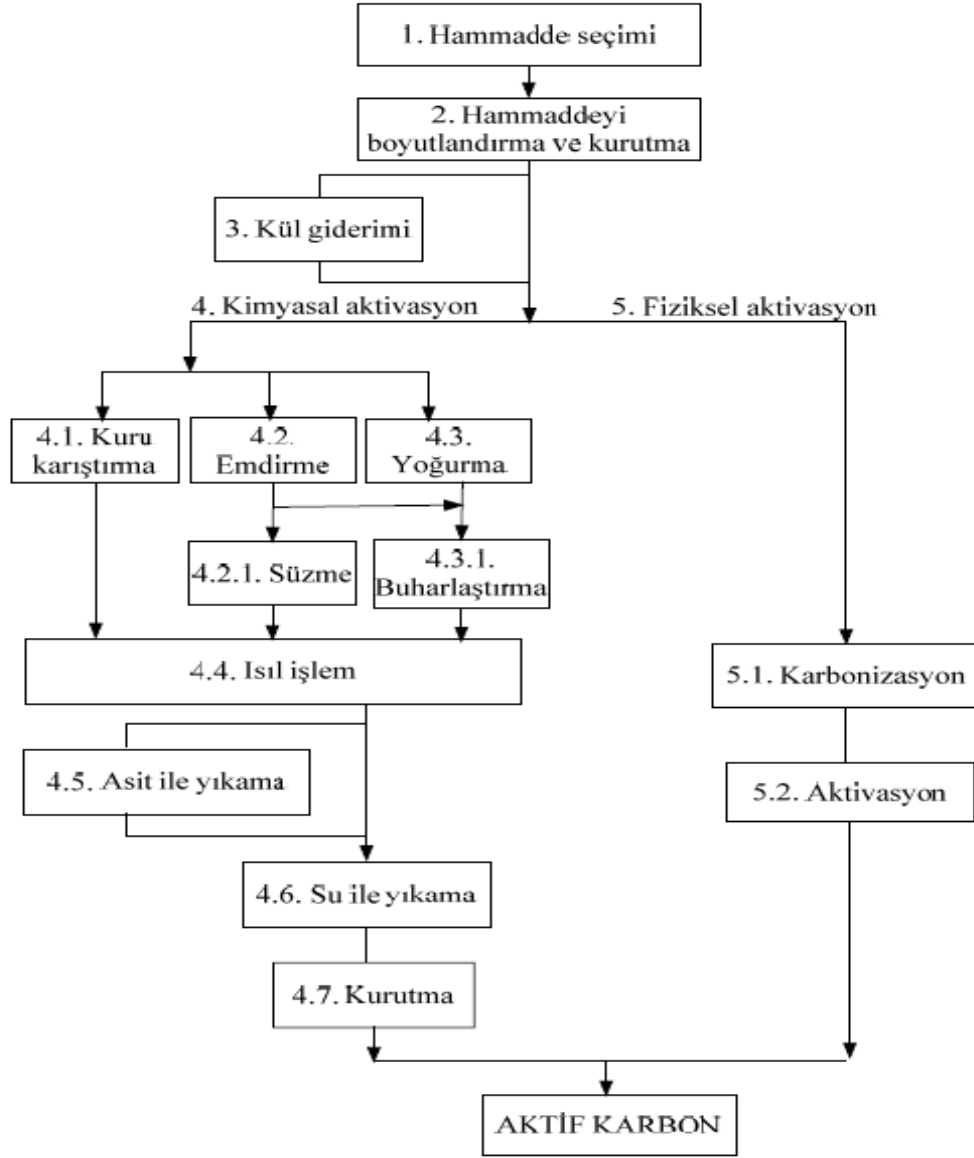 1. Hammadde seçimi
2. Hammaddeyi
boyutlandırma ve kurutma
3. Kül giderimi
4. Kimyasal aktivasyon
5. Fiziksel aktivasyon
4.1. Kuru
karıştırma
4.2.
Emdirme
4.3.
Yoğurma
4.2.1. Süzme
4.3.1.
Buharlaştırma
4.4. Isıl işlem
5.1. Karbonizasyon
4.5. Asit ile yıkama
5.2. Aktivasyon
4.6. Su ile yıkama
4.7. Kurutma
AKTİF KARBON